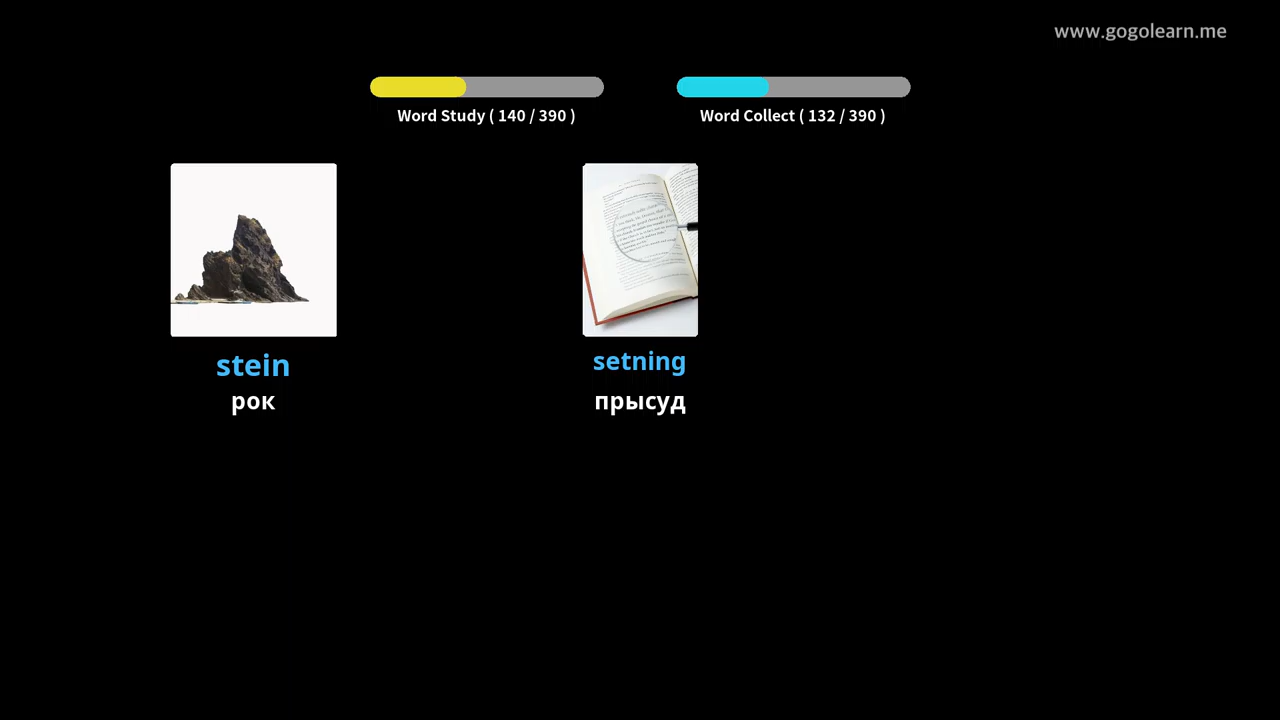 www.gogolearn.me
Word Study ( 140 / 390 )
Word Collect ( 132 / 390 )
stein
рок
setning
прысуд